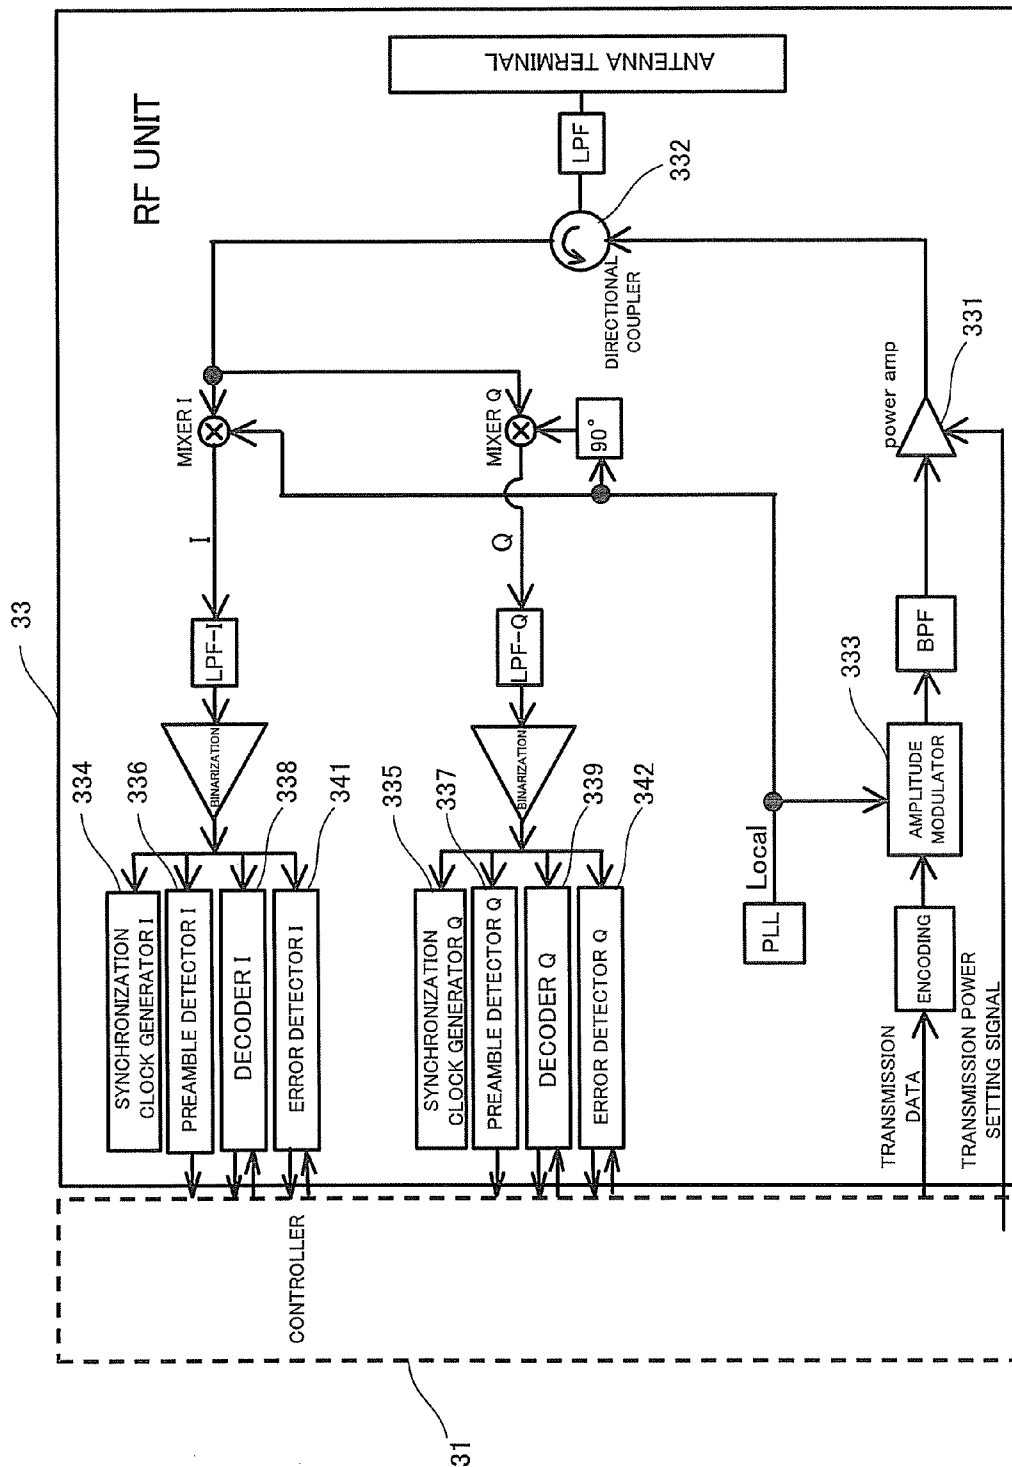 33
RF UNIT
334
SYNCHRONIZATION
CLOCK GENERATOR I
336
PREAMBLE DETECTOR I
338
DECODER I
341
ERROR DETECTOR I
BINARIZATION
LPF-I
I
MIXER I
ANTENNA TERMINAL
LPF
332
DIRECTIONAL
COUPLER
335
SYNCHRONIZATION
CLOCK GENERATOR Q
337
PREAMBLE DETECTOR Q
339
DECODER Q
342
ERROR DETECTOR Q
BINARIZATION
LPF-Q
Q
MIXER Q
90°
CONTROLLER
31
PLL
Local
TRANSMISSION
DATA
ENCODING
AMPLITUDE
MODULATOR
333
BPF
power amp
331
TRANSMISSION POWER
SETTING SIGNAL